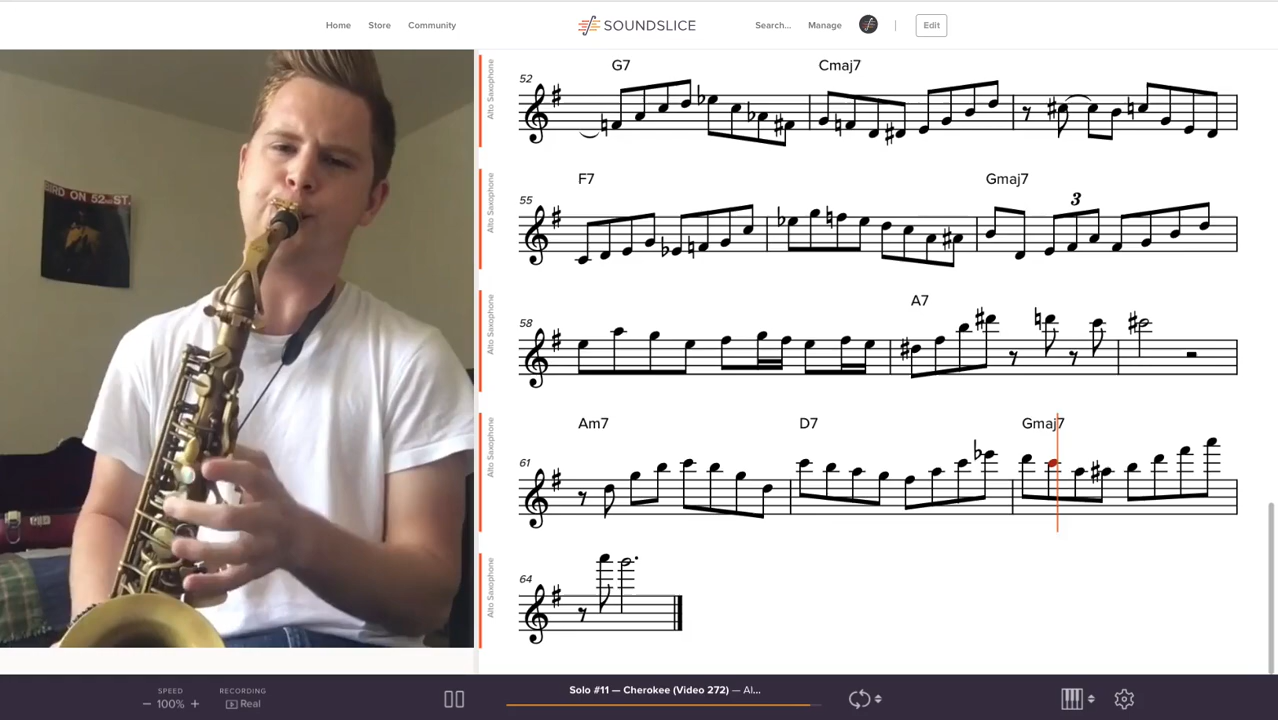 Home Store Community SOUNDSLICE Search... Manage Edit
BIRD ON 52nd ST.
Alto Saxophone
52 G7 Cmaj7
Alto Saxophone
55 F7 Gmaj7
3
Alto Saxophone
58 A7
Alto Saxophone
61 Am7 D7 Gmaj7
Alto Saxophone
64
SPEED
− 100% +
RECORDING
Real
Solo #11 — Cherokee (Video 272) — Al...